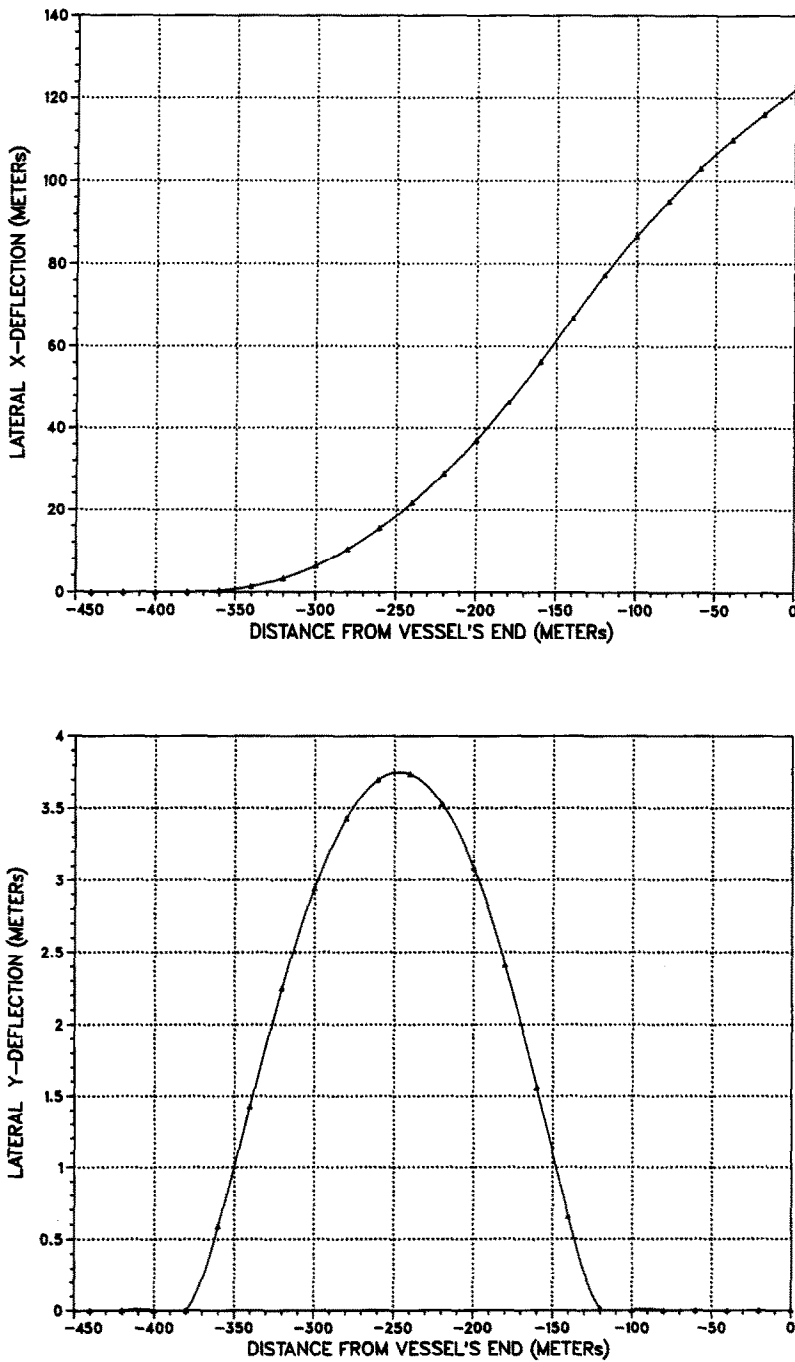 140
120
100
80
60
40
20
0
LATERAL X-DEFLECTION (METERs)
-450 -400 -350 -300 -250 -200 -150 -100 -50 0
DISTANCE FROM VESSEL'S END (METERs)
4
3.5
3
2.5
2
1.5
1
0.5
0
LATERAL Y-DEFLECTION (METERs)
-450 -400 -350 -300 -250 -200 -150 -100 -50 0
DISTANCE FROM VESSEL'S END (METERs)